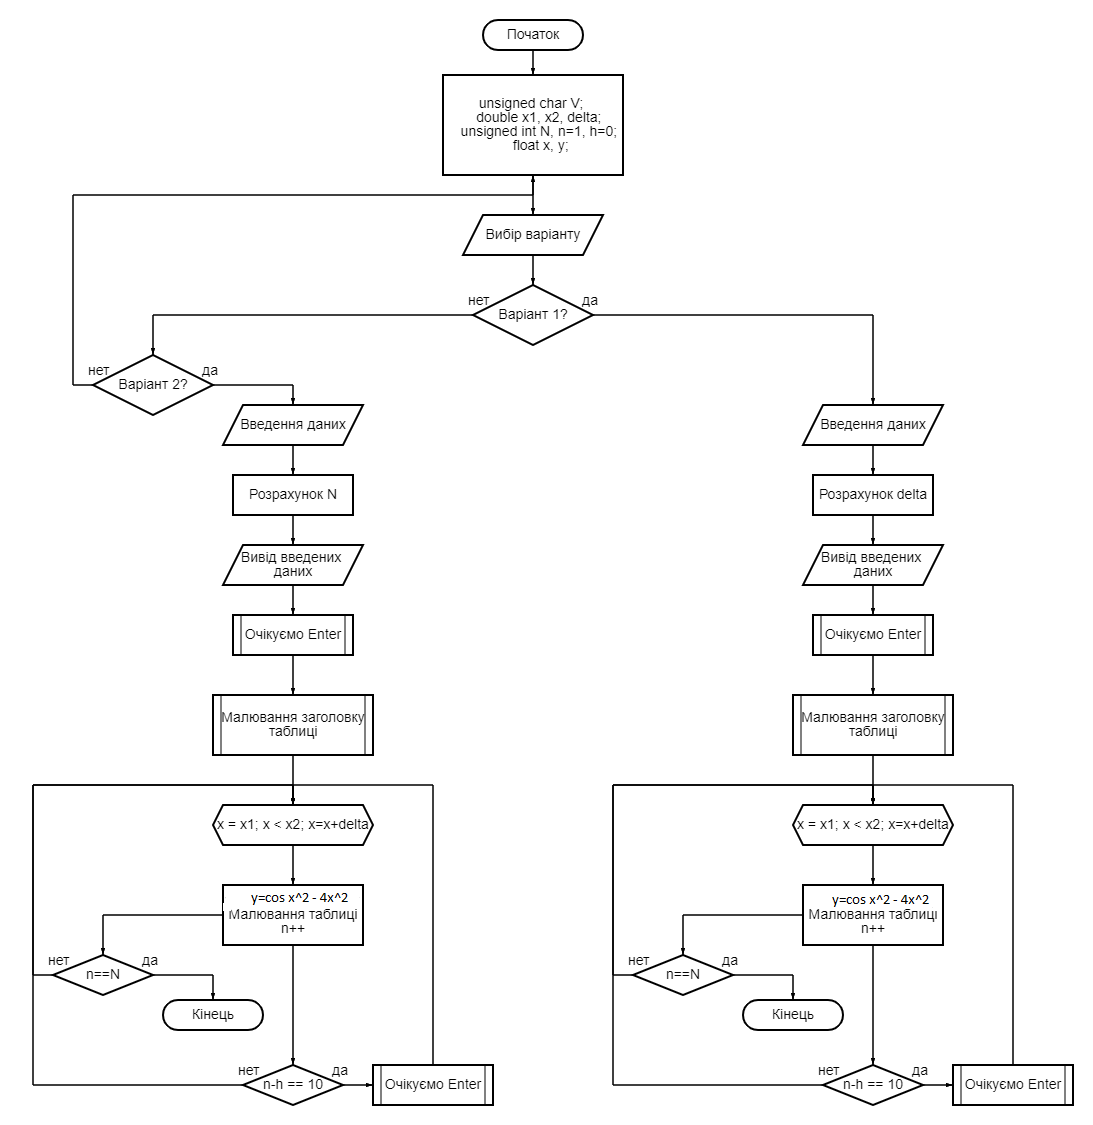 Початок
unsigned char V;
double x1, x2, delta;
unsigned int N, n=1, h=0;
float x, y;
Вибір варіанту
нет
да
Варіант 1?
нет
да
Варіант 2?
Введення даних
Введення даних
Розрахунок N
Розрахунок delta
Вивід введених
даних
Вивід введених
даних
Очікуємо Enter
Очікуємо Enter
Малювання заголовку
таблиці
Малювання заголовку
таблиці
x = x1; x < x2; x=x+delta
x = x1; x < x2; x=x+delta
y=cos x^2 - 4x^2
Малювання таблиці
n++
y=cos x^2 - 4x^2
Малювання таблиці
n++
нет
да
n==N
нет
да
n==N
Кінець
Кінець
нет
да
n-h == 10
Очікуємо Enter
нет
да
n-h == 10
Очікуємо Enter